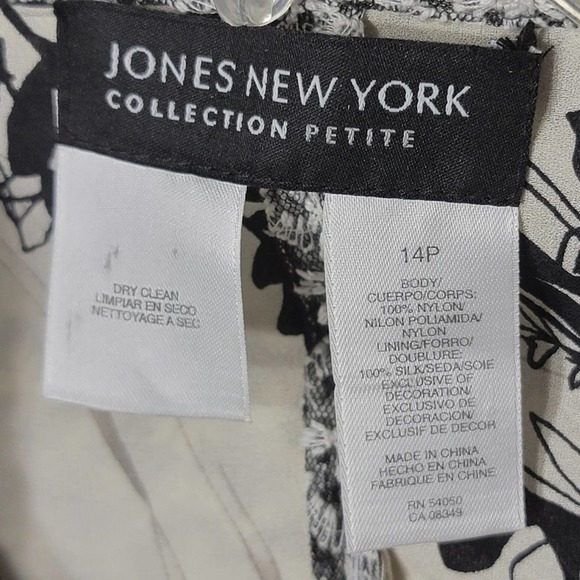 JONES NEW YORK
COLLECTION PETITE
DRY CLEAN
LIMPIAR EN SECO
NETTOYAGE A SEC
14P
BODY/
CUERPO/CORPS:
100% NYLON/
NILON POLIAMIDA/
NYLON
LINING/FORRO/
DOUBLURE:
100% SILK/SEDA/SOIE
EXCLUSIVE OF
DECORATION/
EXCLUSIVO DE
DECORACION/
EXCLUSIF DE DECOR
MADE IN CHINA
HECHO EN CHINA
FABRIQUE EN CHINE
RN 54050
CA 08349